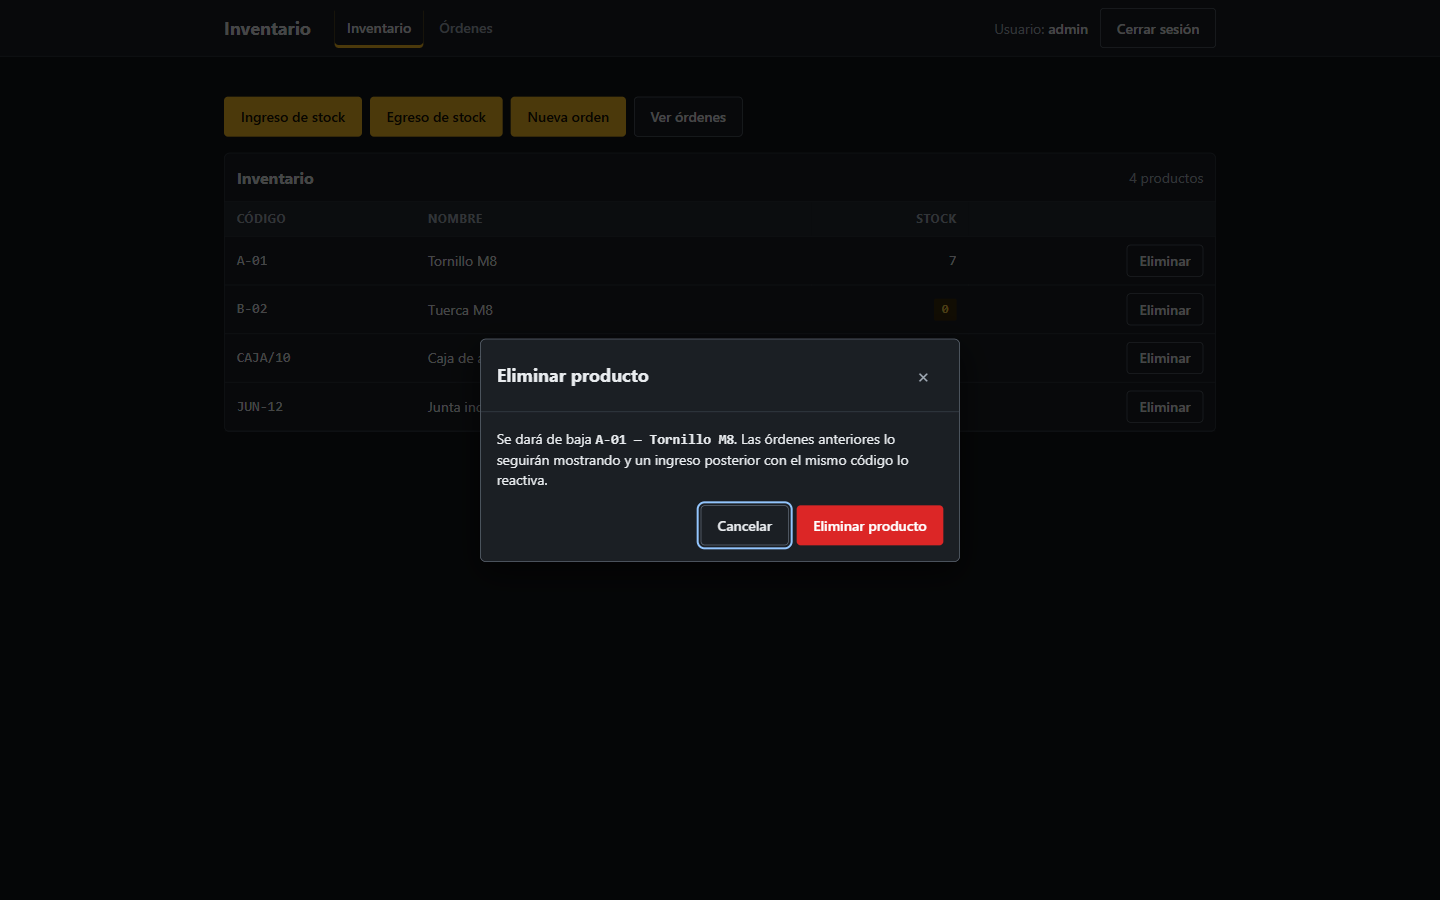 Inventario
Inventario
Órdenes
Usuario: admin
Cerrar sesión
Ingreso de stock
Egreso de stock
Nueva orden
Ver órdenes
Inventario
4 productos
CÓDIGO NOMBRE STOCK
A-01 Tornillo M8 7 Eliminar
B-02 Tuerca M8 0 Eliminar
CAJA/10 Caja de Eliminar
JUN-12 Junta Eliminar
Eliminar producto
×
Se dará de baja A-01 — Tornillo M8. Las órdenes anteriores lo
seguirán mostrando y un ingreso posterior con el mismo código lo
reactiva.
Cancelar
Eliminar producto